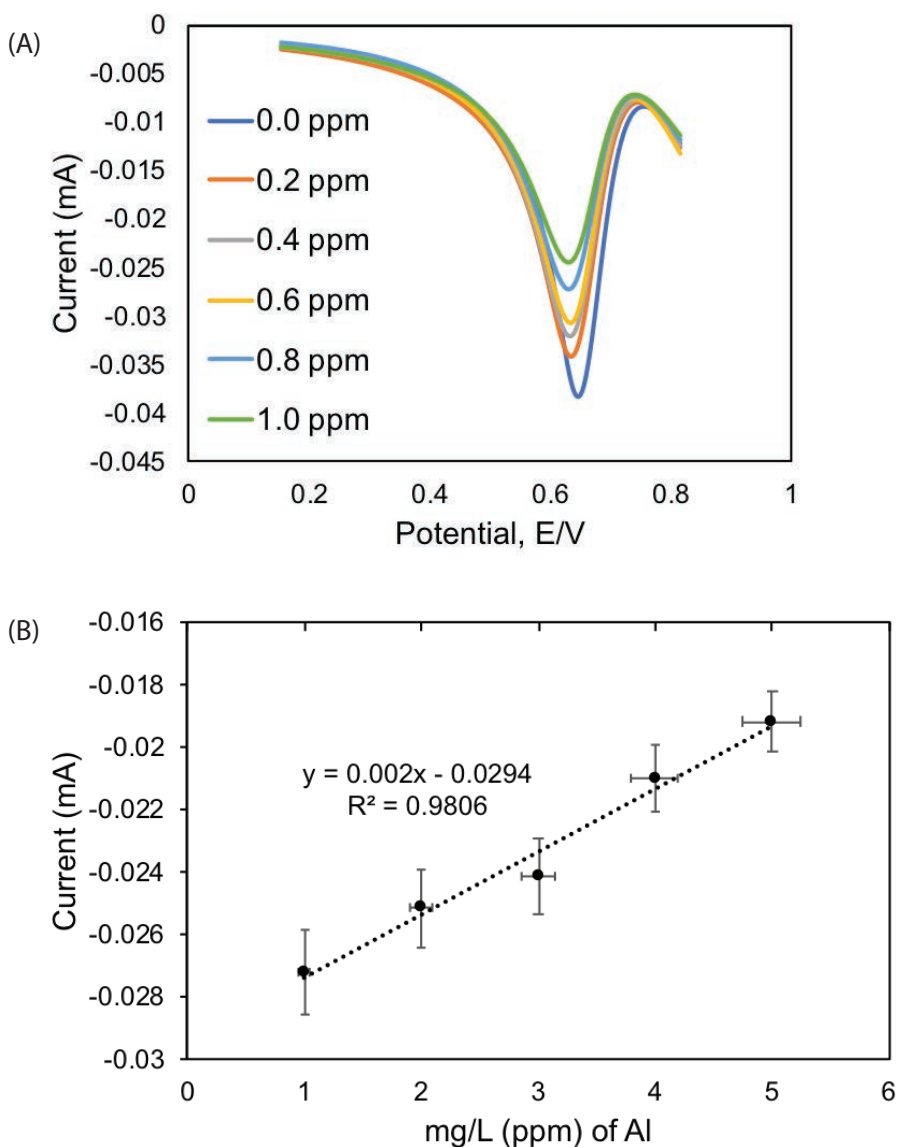 (A)
0
-0.005
-0.01
-0.015
-0.02
-0.025
-0.03
-0.035
-0.04
-0.045
Current (mA)
0.0 ppm
0.2 ppm
0.4 ppm
0.6 ppm
0.8 ppm
1.0 ppm
0 0.2 0.4 0.6 0.8 1
Potential, E/V
(B)
-0.016
-0.018
-0.02
-0.022
-0.024
-0.026
-0.028
-0.03
Current (mA)
y = 0.002x - 0.0294
R² = 0.9806
0 1 2 3 4 5 6
mg/L (ppm) of Al